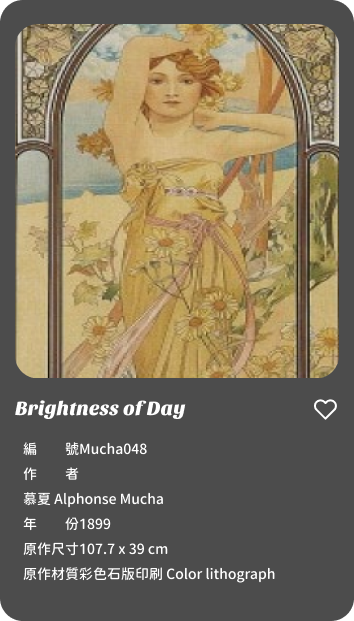 Brightness of Day
編 號Mucha048
作 者
慕夏 Alphonse Mucha
年 份1899
原作尺寸107.7 x 39 cm
原作材質彩色石版印刷 Color lithograph